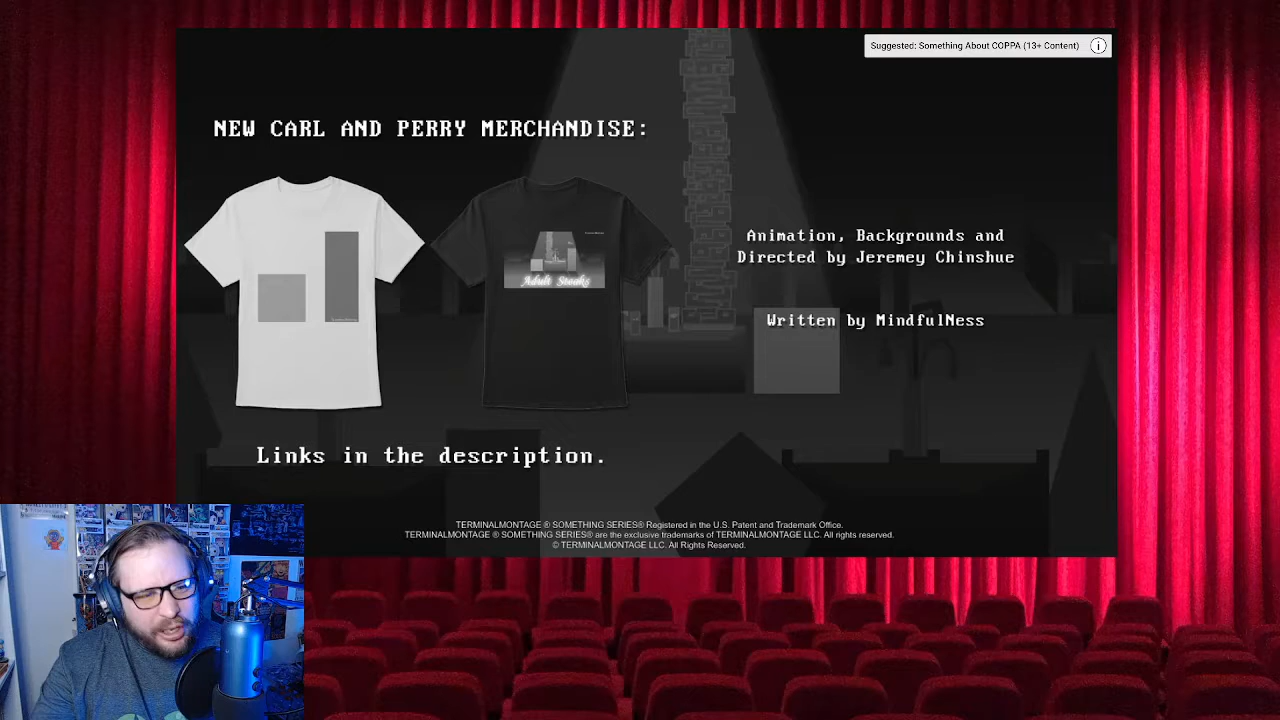 Suggested: Something About COPPA (13+ Content)
NEW CARL AND PERRY MERCHANDISE:
Adult Steaks
Animation, Backgrounds and
Directed by Jeremey Chinshue
Written by MindfulNess
Links in the description.
TERMINALMONTAGE ® SOMETHING SERIES® Registered in the U.S. Patent and Trademark Office.
TERMINALMONTAGE ® SOMETHING SERIES® are the exclusive trademarks of TERMINALMONTAGE LLC. All rights reserved.
© TERMINALMONTAGE LLC. All Rights Reserved.